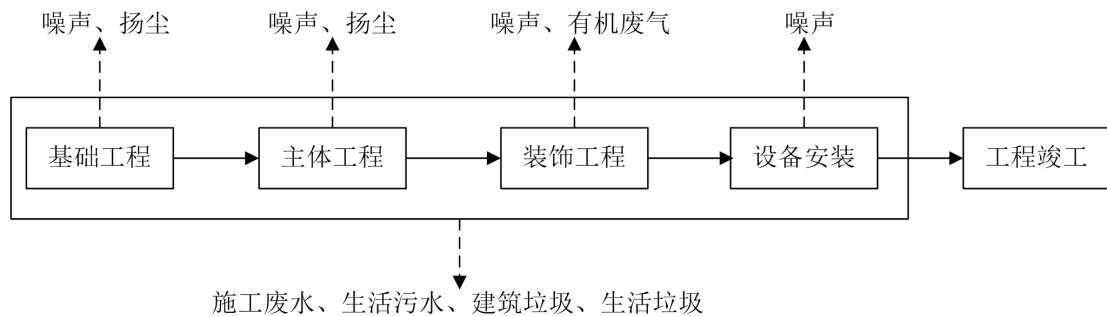 噪声、扬尘
噪声、扬尘
噪声、有机废气
噪声
基础工程
主体工程
装饰工程
设备安装
工程竣工
施工废水、生活污水、建筑垃圾、生活垃圾